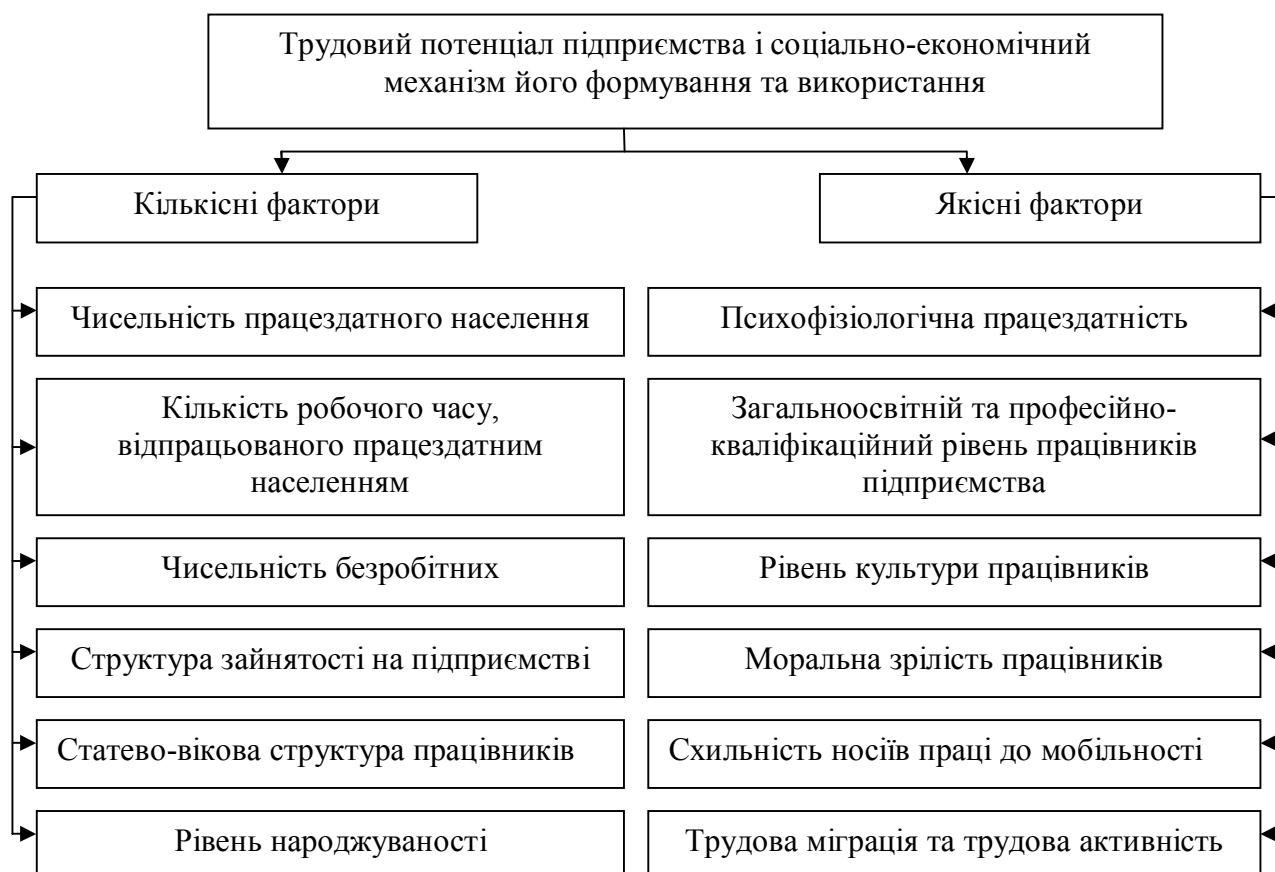 Трудовий потенціал підприємства і соціально-економічний
механізм його формування та використання
Кількісні фактори
Якісні фактори
Чисельність працездатного населення
Психофізіологічна працездатність
Кількість робочого часу,
відпрацьованого працездатним
населенням
Загальноосвітній та професійно-
кваліфікаційний рівень працівників
підприємства
Чисельність безробітних
Рівень культури працівників
Структура зайнятості на підприємстві
Моральна зрілість працівників
Статево-вікова структура працівників
Схильність носіїв праці до мобільності
Рівень народжуваності
Трудова міграція та трудова активність